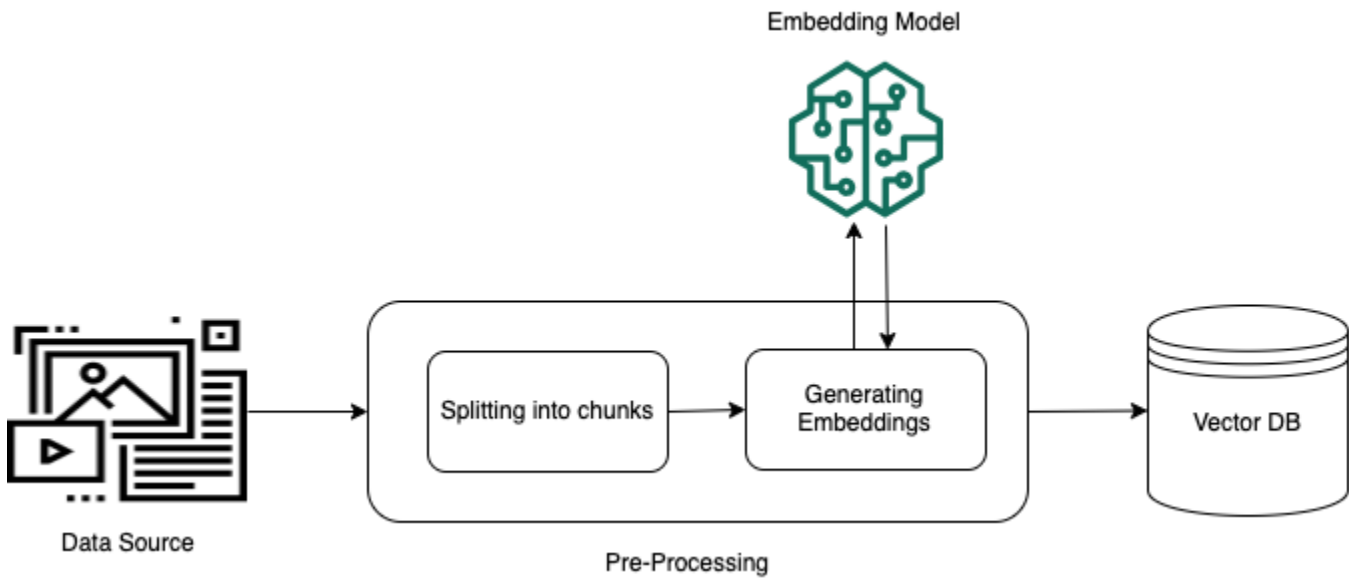 Embedding Model
Splitting into chunks
Generating
Embeddings
Vector DB
Data Source
Pre-Processing